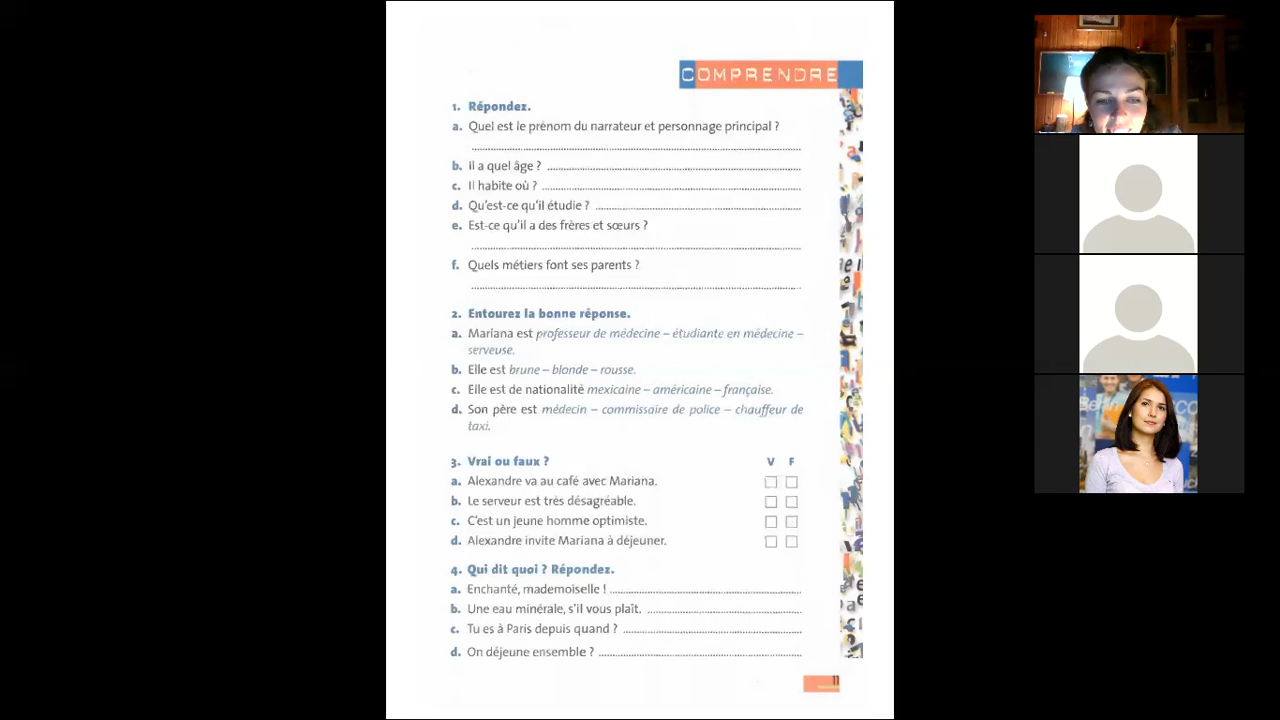 COMPRENDRE
1. Répondez.
a. Quel est le prénom du narrateur et personnage principal ?
b. Il a quel âge ?
c. Il habite où ?
d. Qu'est-ce qu'il étudie ?
e. Est-ce qu'il a des frères et sœurs ?
f. Quels métiers font ses parents ?
2. Entourez la bonne réponse.
a. Mariana est professeur de médecine – étudiante en médecine –
serveuse.
b. Elle est brune – blonde – rousse.
c. Elle est de nationalité mexicaine – américaine – française.
d. Son père est médecin – commissaire de police – chauffeur de
taxi.
3. Vrai ou faux ? V F
a. Alexandre va au café avec Mariana.
b. Le serveur est très désagréable.
c. C'est un jeune homme optimiste.
d. Alexandre invite Mariana à déjeuner.
4. Qui dit quoi ? Répondez.
a. Enchanté, mademoiselle !
b. Une eau minérale, s'il vous plaît.
c. Tu es à Paris depuis quand ?
d. On déjeune ensemble ?
11